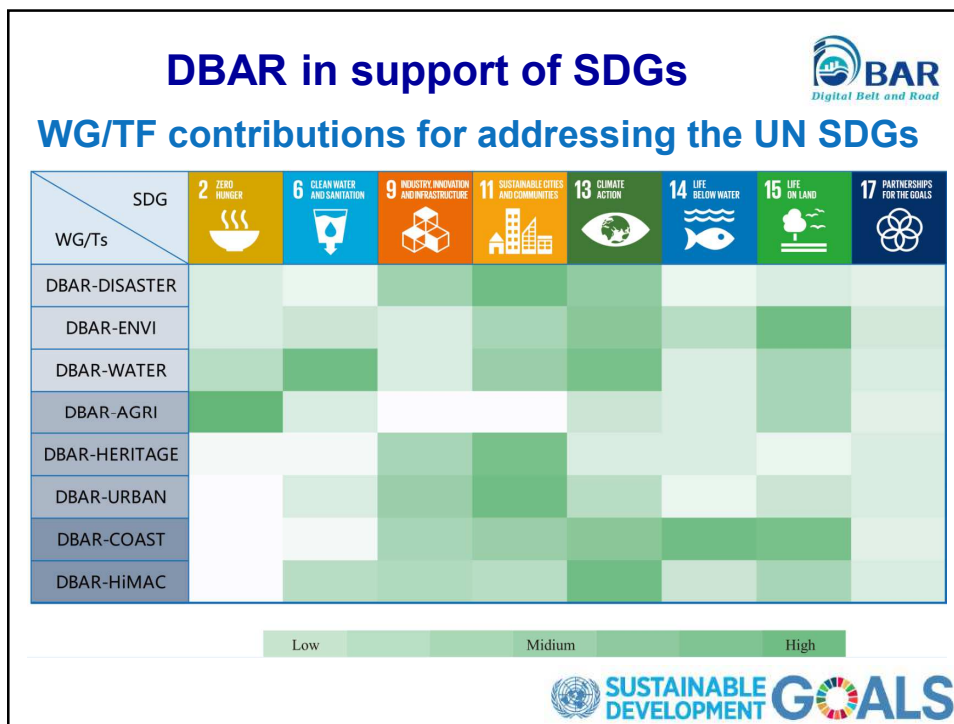 DBAR in support of SDGs
BAR
Digital Belt and Road
WG/TF contributions for addressing the UN SDGs
SDG
WG/Ts
2 ZERO
HUNGER
6 CLEAN WATER
AND SANITATION
9 INDUSTRY, INNOVATION
AND INFRASTRUCTURE
11 SUSTAINABLE CITIES
AND COMMUNITIES
13 CLIMATE
ACTION
14 LIFE
BELOW WATER
15 LIFE
ON LAND
17 PARTNERSHIPS
FOR THE GOALS
DBAR-DISASTER
DBAR-ENVI
DBAR-WATER
DBAR-AGRI
DBAR-HERITAGE
DBAR-URBAN
DBAR-COAST
DBAR-HiMAC
Low Midium High
SUSTAINABLE
DEVELOPMENT
GOALS